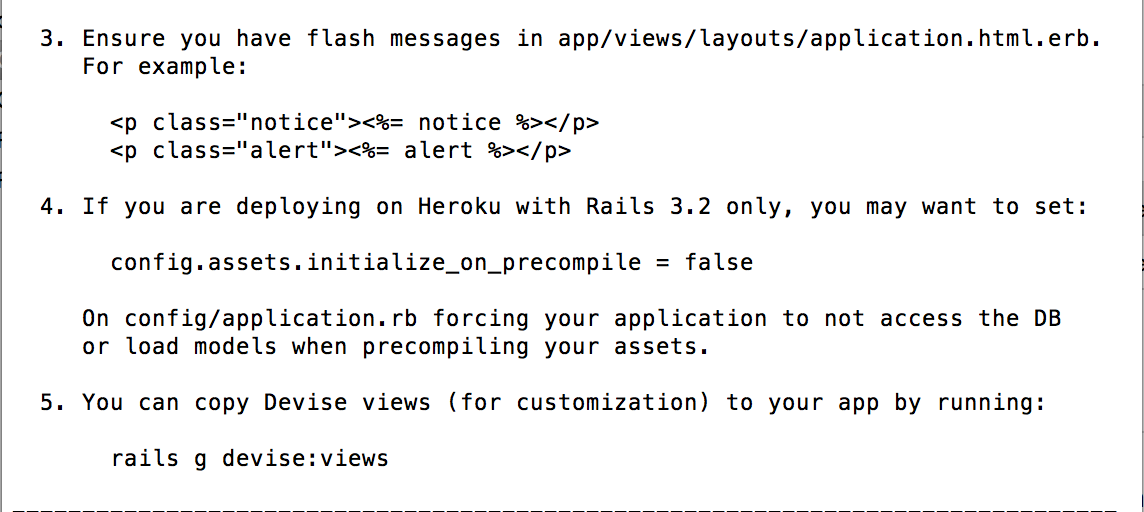 3. Ensure you have flash messages in app/views/layouts/application.html.erb.
For example:
<p class="notice"><%= notice %></p>
<p class="alert"><%= alert %></p>
4. If you are deploying on Heroku with Rails 3.2 only, you may want to set:
config.assets.initialize_on_precompile = false
On config/application.rb forcing your application to not access the DB
or load models when precompiling your assets.
5. You can copy Devise views (for customization) to your app by running:
rails g devise:views
-------------------------------------------------------------------------------